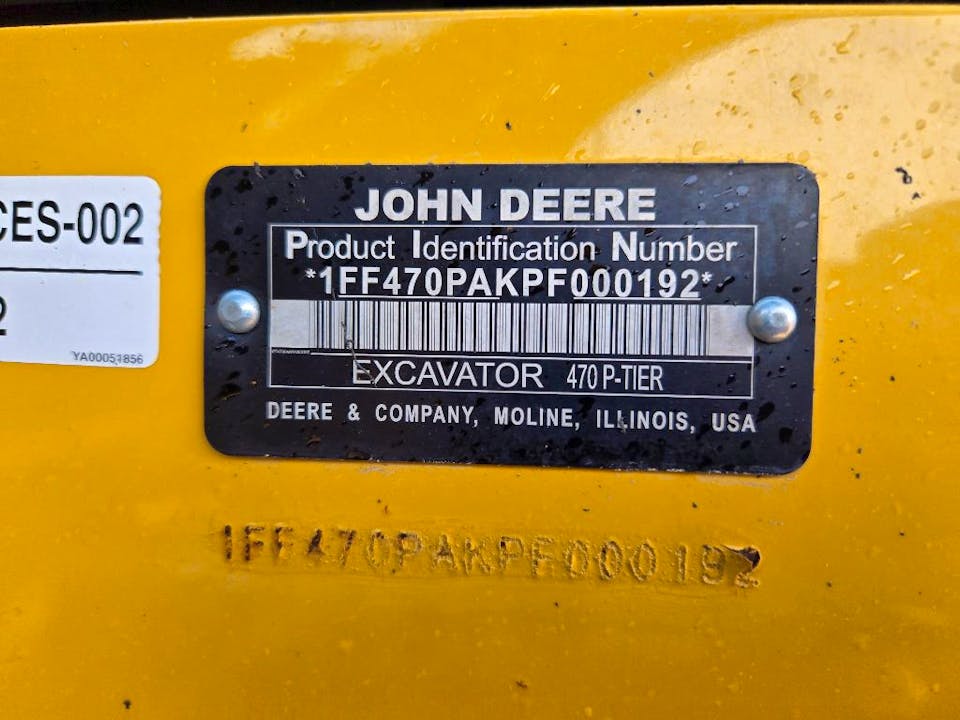 CES-002
2
YA00051856
JOHN DEERE
Product Identification Number
*1FF470PAKPF000192*
EXCAVATOR 470 P-TIER
DEERE & COMPANY, MOLINE, ILLINOIS, USA
1FF470PAKPF000192